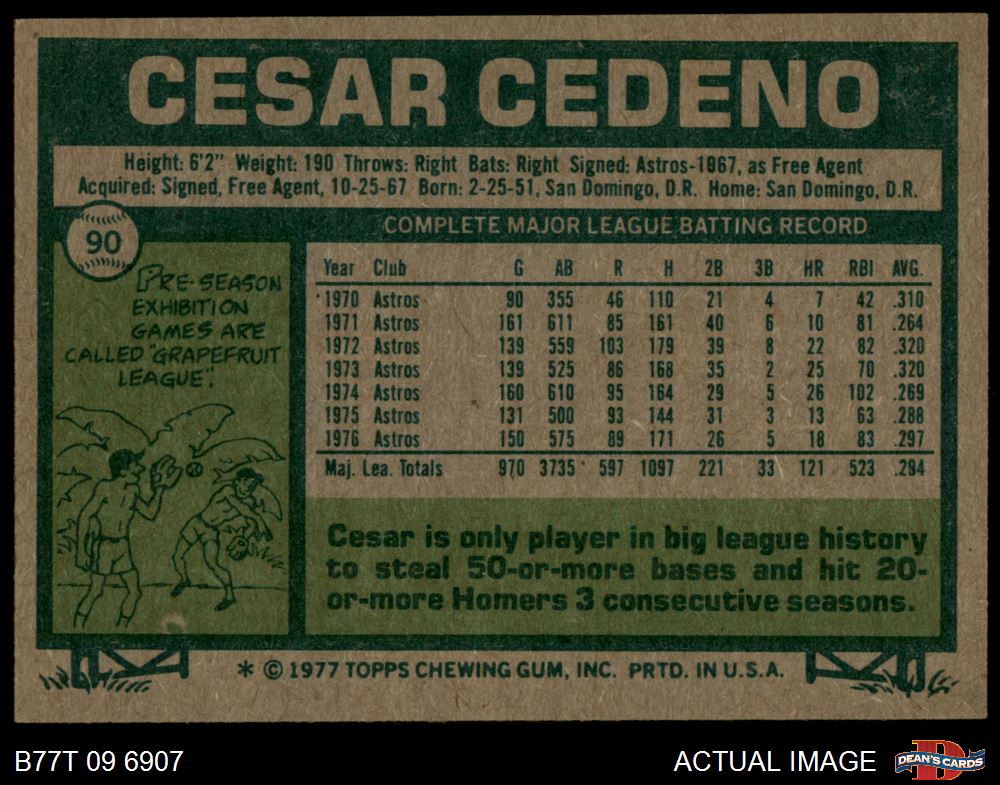 CESAR CEDENO
Height: 6'2" Weight: 190 Throws: Right Bats: Right Signed: Astros-1967, as Free Agent
Acquired: Signed, Free Agent, 10-25-67 Born: 2-25-51, San Domingo, D.R. Home: San Domingo, D.R.
90
PRE-SEASON
EXHIBITION
GAMES ARE
CALLED "GRAPEFRUIT
LEAGUE".
COMPLETE MAJOR LEAGUE BATTING RECORD
Year Club G AB R H 2B 3B HR RBI AVG.
1970 Astros 90 355 46 110 21 4 7 42 .310
1971 Astros 161 611 85 161 40 6 10 81 .264
1972 Astros 139 559 103 179 39 8 22 82 .320
1973 Astros 139 525 86 168 35 2 25 70 .320
1974 Astros 160 610 95 164 29 5 26 102 .269
1975 Astros 131 500 93 144 31 3 13 63 .288
1976 Astros 150 575 89 171 26 5 18 83 .297
Maj. Lea. Totals 970 3735 597 1097 221 33 121 523 .294
Cesar is only player in big league history
to steal 50-or-more bases and hit 20-
or-more Homers 3 consecutive seasons.
* © 1977 TOPPS CHEWING GUM, INC. PRTD. IN U.S.A.
B77T 09 6907
ACTUAL IMAGE
D
DEAN'S CARDS